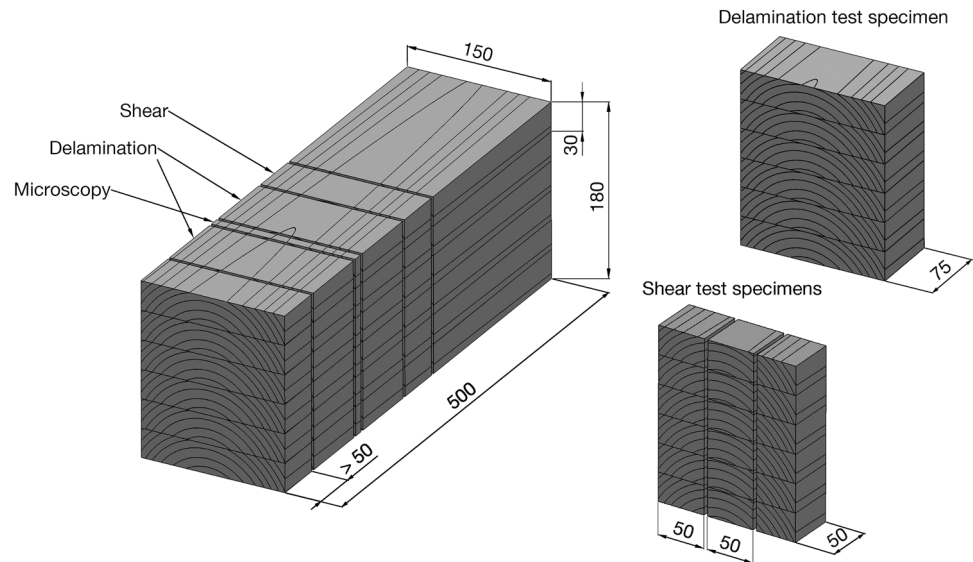 Delamination test specimen
150
Shear
30
Delamination
180
Microscopy
75
Shear test specimens
500
> 50
50
50
50